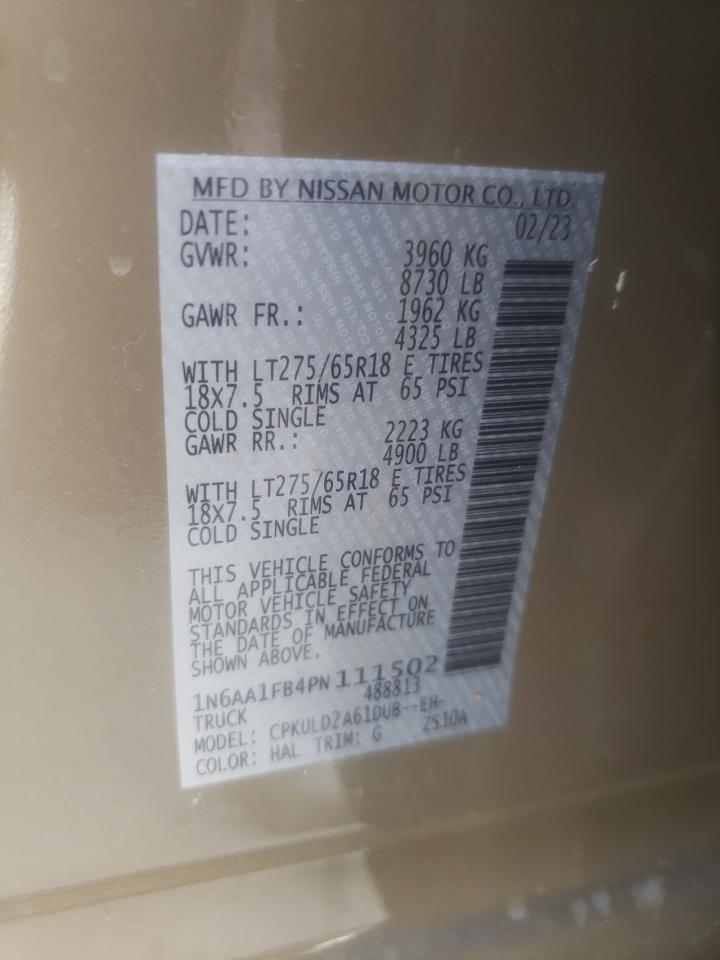 MFD BY NISSAN MOTOR CO., LTD.
DATE: 02/23
GVWR: 3960 KG
8730 LB
GAWR FR.: 1962 KG
4325 LB
WITH LT275/65R18 E TIRES
18x7.5 RIMS AT 65 PSI
COLD SINGLE
GAWR RR.: 2223 KG
4900 LB
WITH LT275/65R18 E TIRES
18x7.5 RIMS AT 65 PSI
COLD SINGLE
THIS VEHICLE CONFORMS TO
ALL APPLICABLE FEDERAL
MOTOR VEHICLE SAFETY
STANDARDS IN EFFECT ON
THE DATE OF MANUFACTURE
SHOWN ABOVE.
1N6AA1FB4PN111502
TRUCK 488813
MODEL: CPKULD2A61DU8--EH-
COLOR: HAL TRIM: G ZS10A